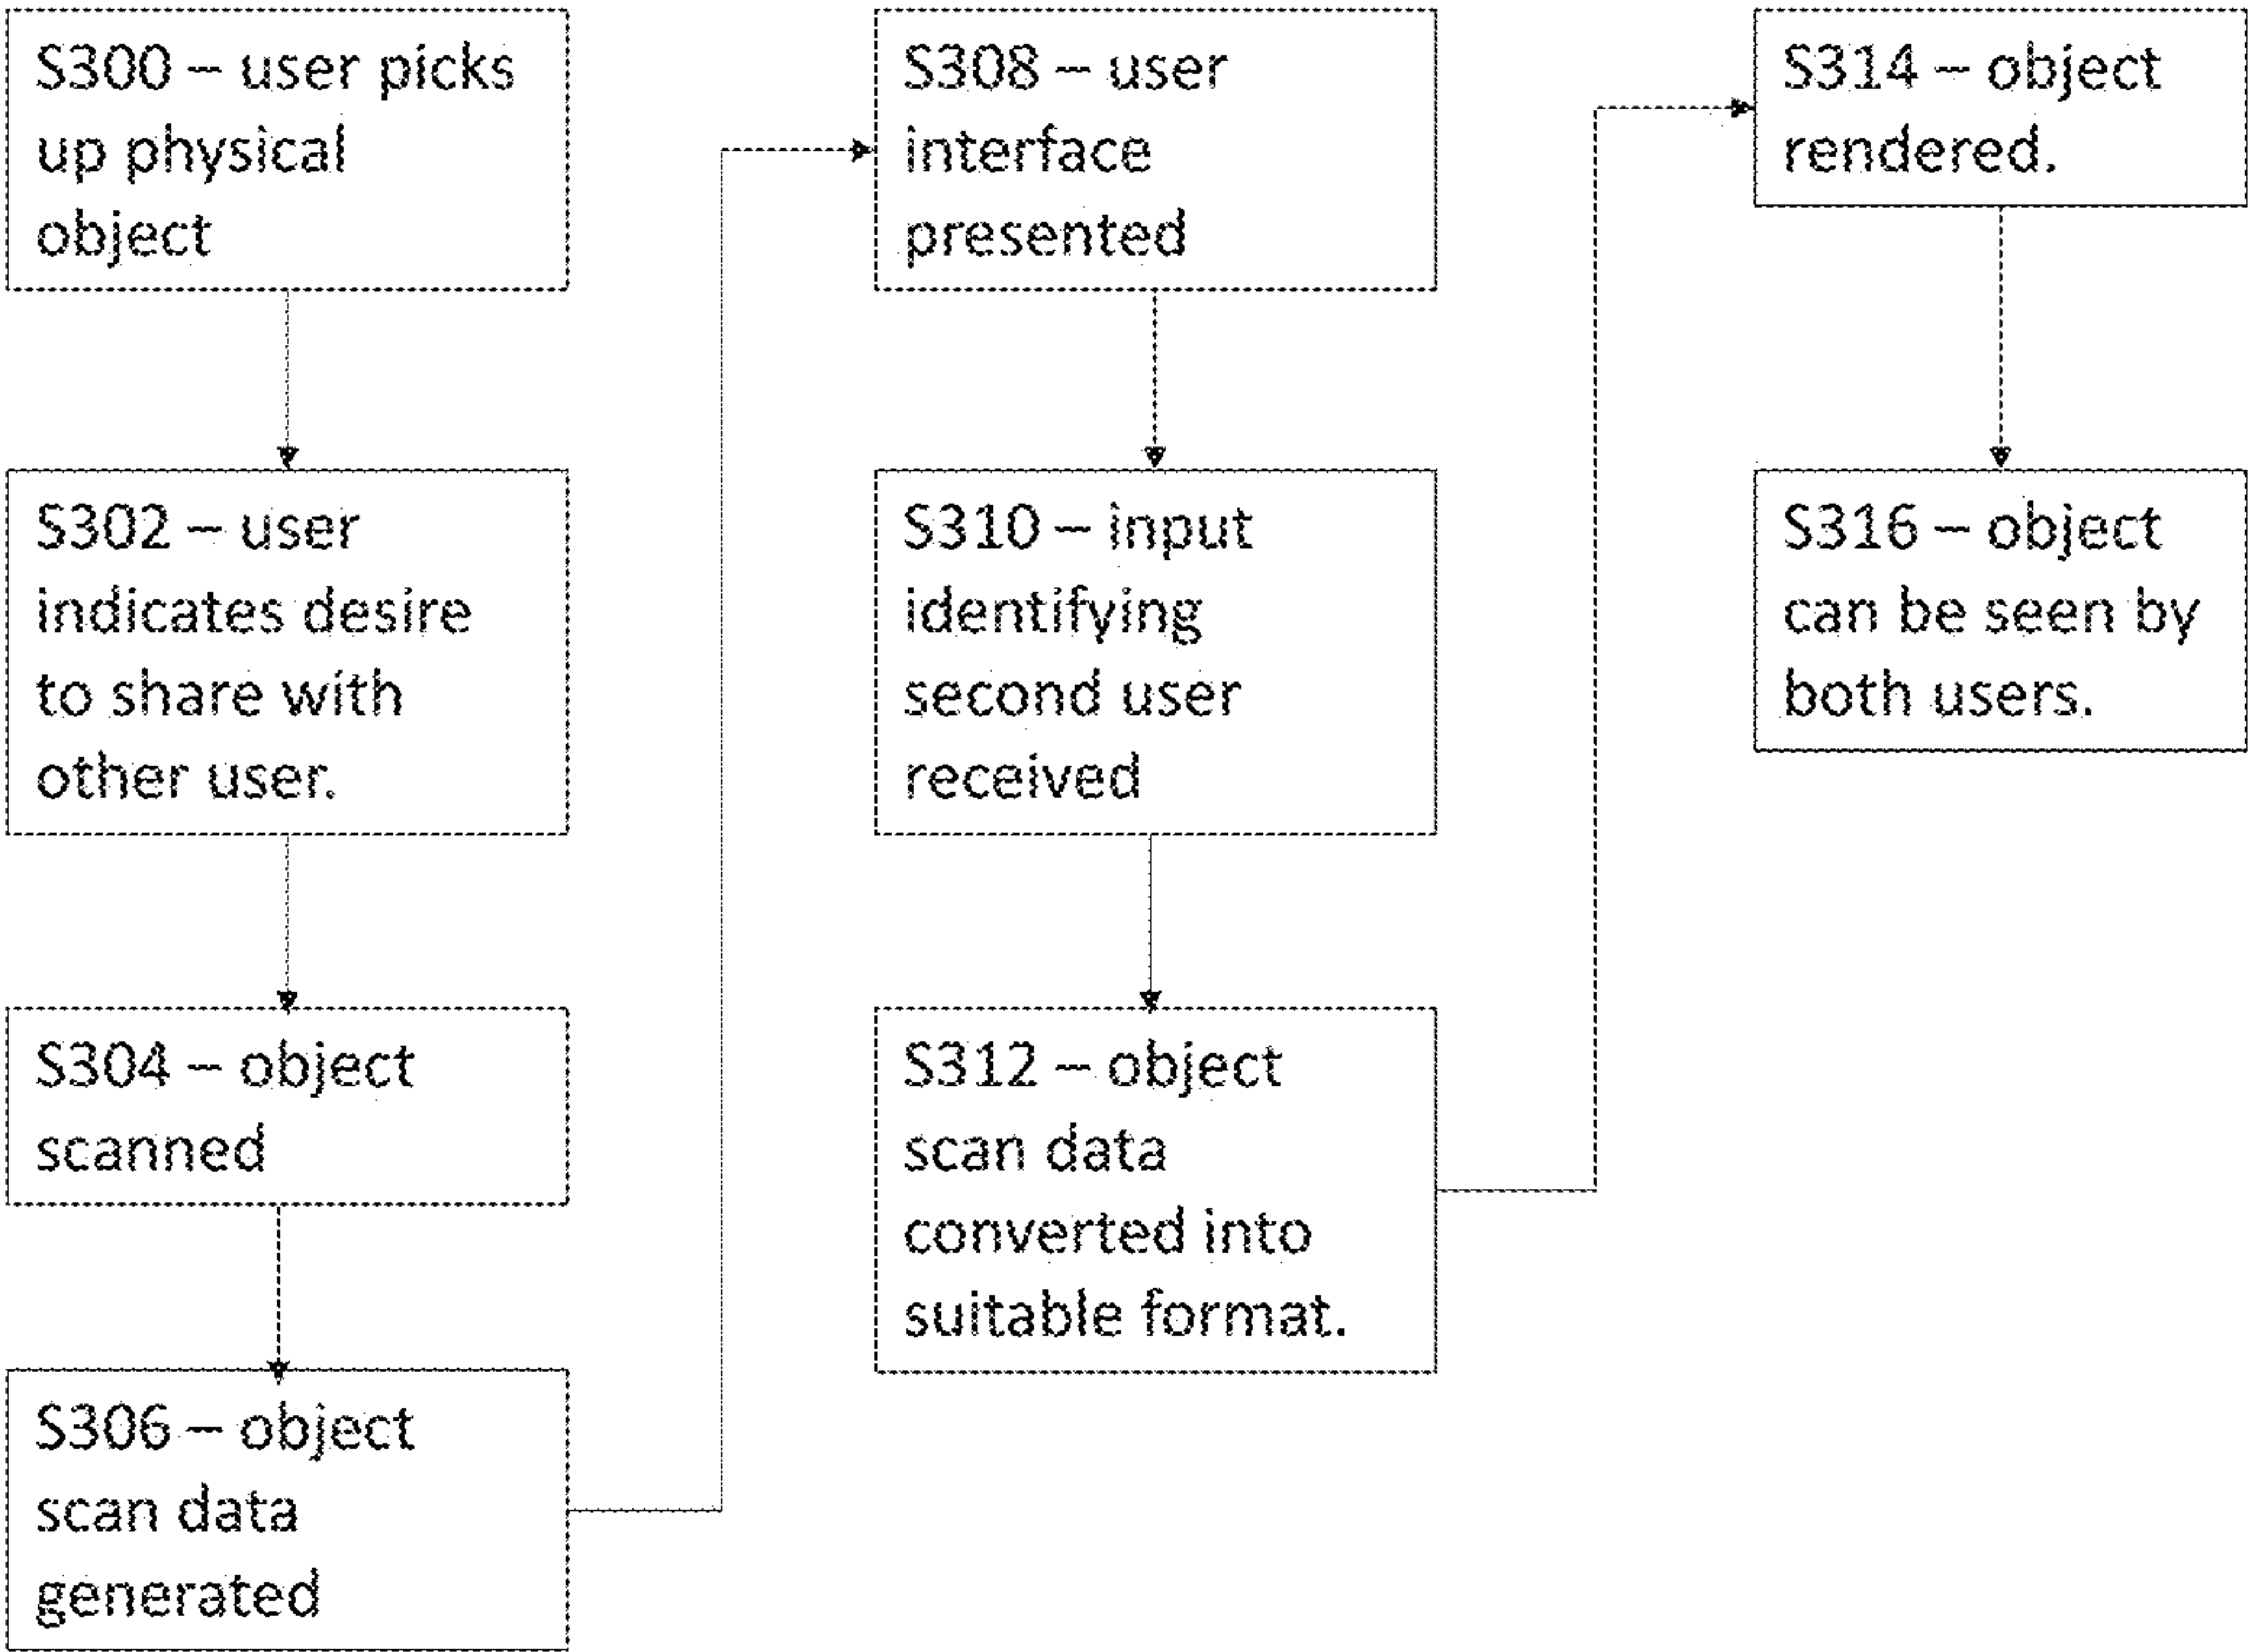 S300 – user picks
up physical
object
S302 – user
indicates desire
to share with
other user.
S304 – object
scanned
S306 – object
scan data
generated
S308 – user
interface
presented
S310 – input
identifying
second user
received
S312 – object
scan data
converted into
suitable format.
S314 – object
rendered.
S316 – object
can be seen by
both users.